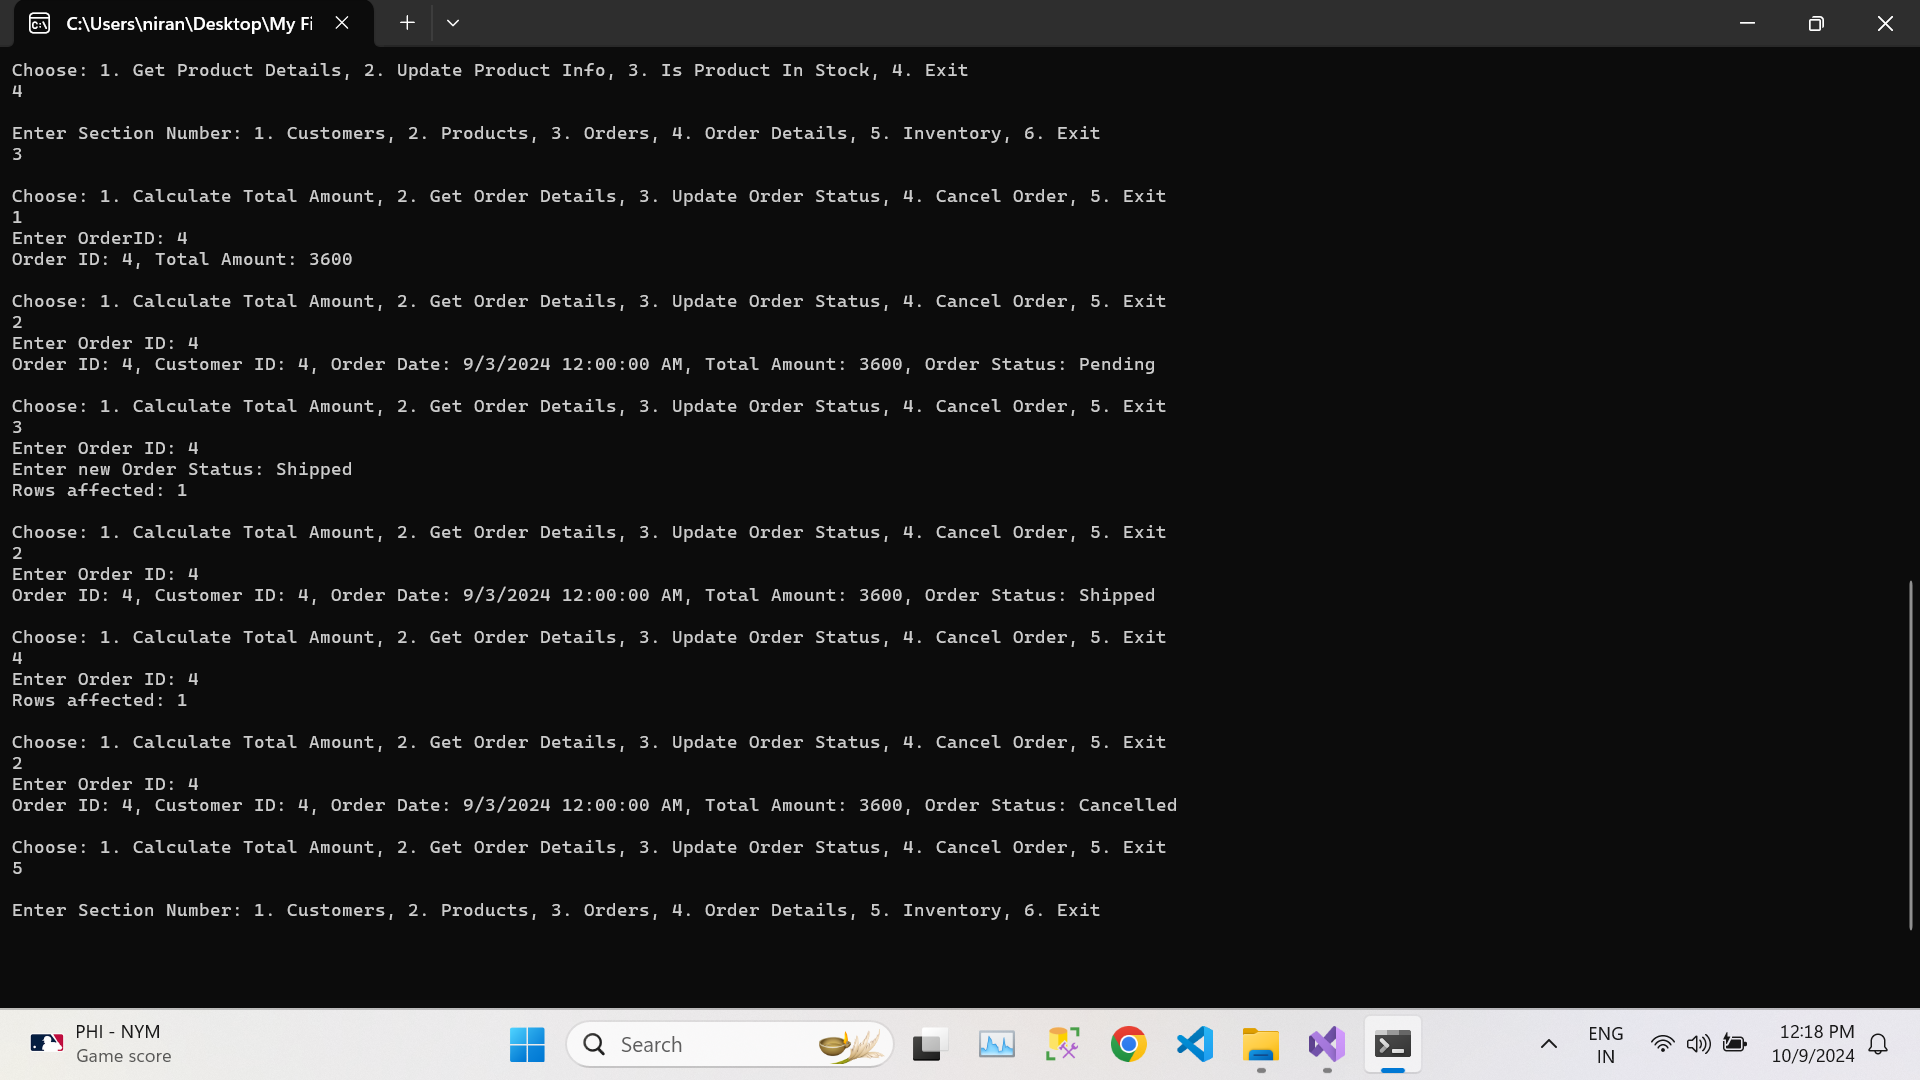 C:\Users\niran\Desktop\My Fi
Choose: 1. Get Product Details, 2. Update Product Info, 3. Is Product In Stock, 4. Exit
4
Enter Section Number: 1. Customers, 2. Products, 3. Orders, 4. Order Details, 5. Inventory, 6. Exit
3
Choose: 1. Calculate Total Amount, 2. Get Order Details, 3. Update Order Status, 4. Cancel Order, 5. Exit
1
Enter OrderID: 4
Order ID: 4, Total Amount: 3600
Choose: 1. Calculate Total Amount, 2. Get Order Details, 3. Update Order Status, 4. Cancel Order, 5. Exit
2
Enter Order ID: 4
Order ID: 4, Customer ID: 4, Order Date: 9/3/2024 12:00:00 AM, Total Amount: 3600, Order Status: Pending
Choose: 1. Calculate Total Amount, 2. Get Order Details, 3. Update Order Status, 4. Cancel Order, 5. Exit
3
Enter Order ID: 4
Enter new Order Status: Shipped
Rows affected: 1
Choose: 1. Calculate Total Amount, 2. Get Order Details, 3. Update Order Status, 4. Cancel Order, 5. Exit
2
Enter Order ID: 4
Order ID: 4, Customer ID: 4, Order Date: 9/3/2024 12:00:00 AM, Total Amount: 3600, Order Status: Shipped
Choose: 1. Calculate Total Amount, 2. Get Order Details, 3. Update Order Status, 4. Cancel Order, 5. Exit
4
Enter Order ID: 4
Rows affected: 1
Choose: 1. Calculate Total Amount, 2. Get Order Details, 3. Update Order Status, 4. Cancel Order, 5. Exit
2
Enter Order ID: 4
Order ID: 4, Customer ID: 4, Order Date: 9/3/2024 12:00:00 AM, Total Amount: 3600, Order Status: Cancelled
Choose: 1. Calculate Total Amount, 2. Get Order Details, 3. Update Order Status, 4. Cancel Order, 5. Exit
5
Enter Section Number: 1. Customers, 2. Products, 3. Orders, 4. Order Details, 5. Inventory, 6. Exit
PHI - NYM
Game score
Search
ENG
IN
12:18 PM
10/9/2024